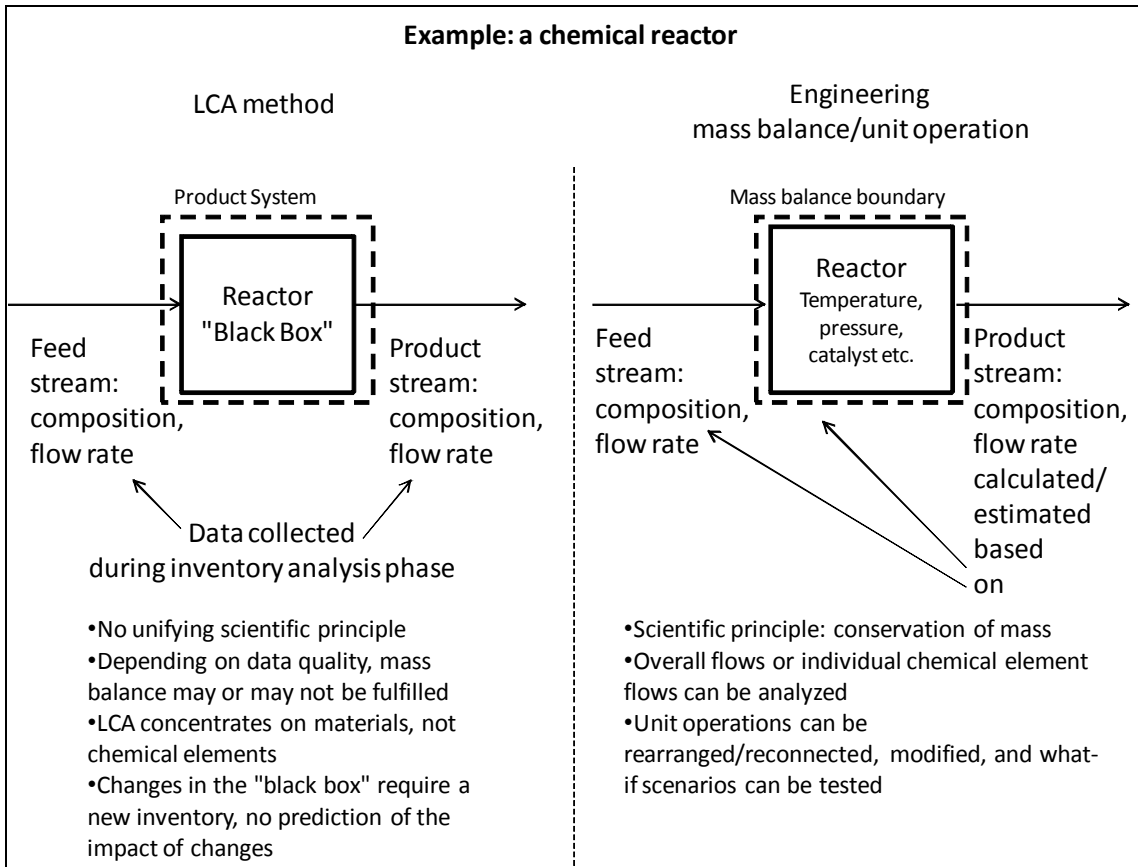 Example: a chemical reactor
LCA method
Product System
Reactor
"Black Box"
Feed
stream:
composition,
flow rate
Product
stream:
composition,
flow rate
Data collected
during inventory analysis phase
•No unifying scientific principle
•Depending on data quality, mass
balance may or may not be fulfilled
•LCA concentrates on materials, not
chemical elements
•Changes in the "black box" require a
new inventory, no prediction of the
impact of changes
Engineering
mass balance/unit operation
Mass balance boundary
Reactor
Temperature,
pressure,
catalyst etc.
Feed
stream:
composition,
flow rate
Product
stream:
composition,
flow rate
calculated/
estimated
based
on
•Scientific principle: conservation of mass
•Overall flows or individual chemical element
flows can be analyzed
•Unit operations can be
rearranged/reconnected, modified, and what-
if scenarios can be tested